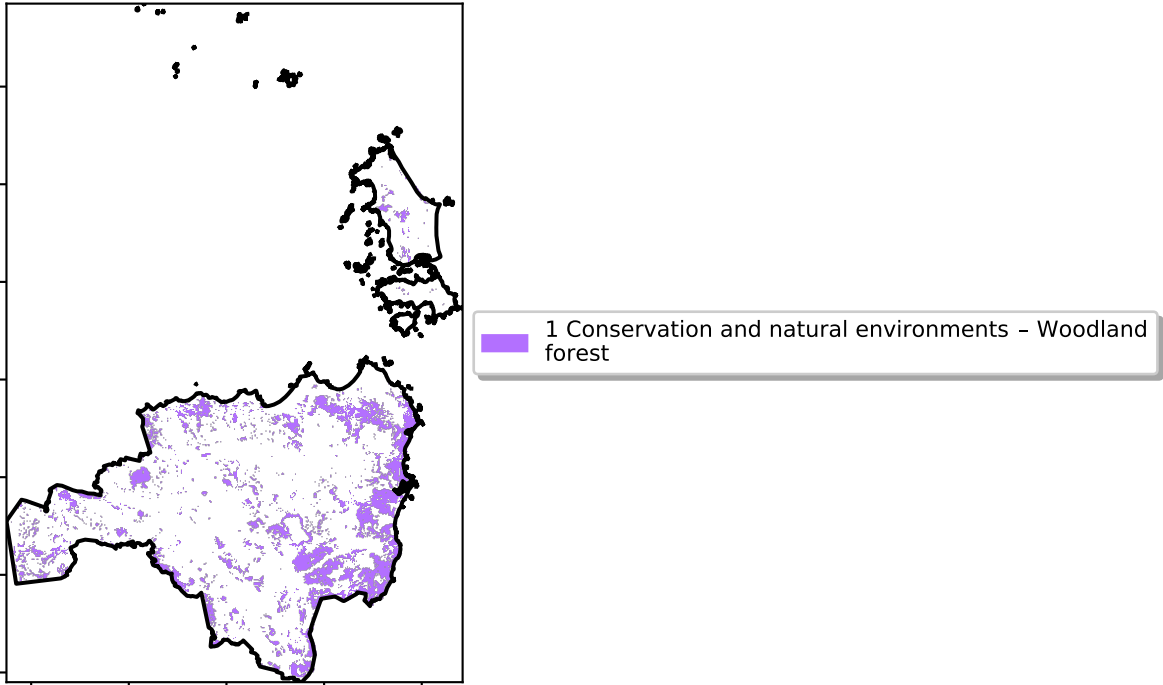 1 Conservation and natural environments – Woodland
forest